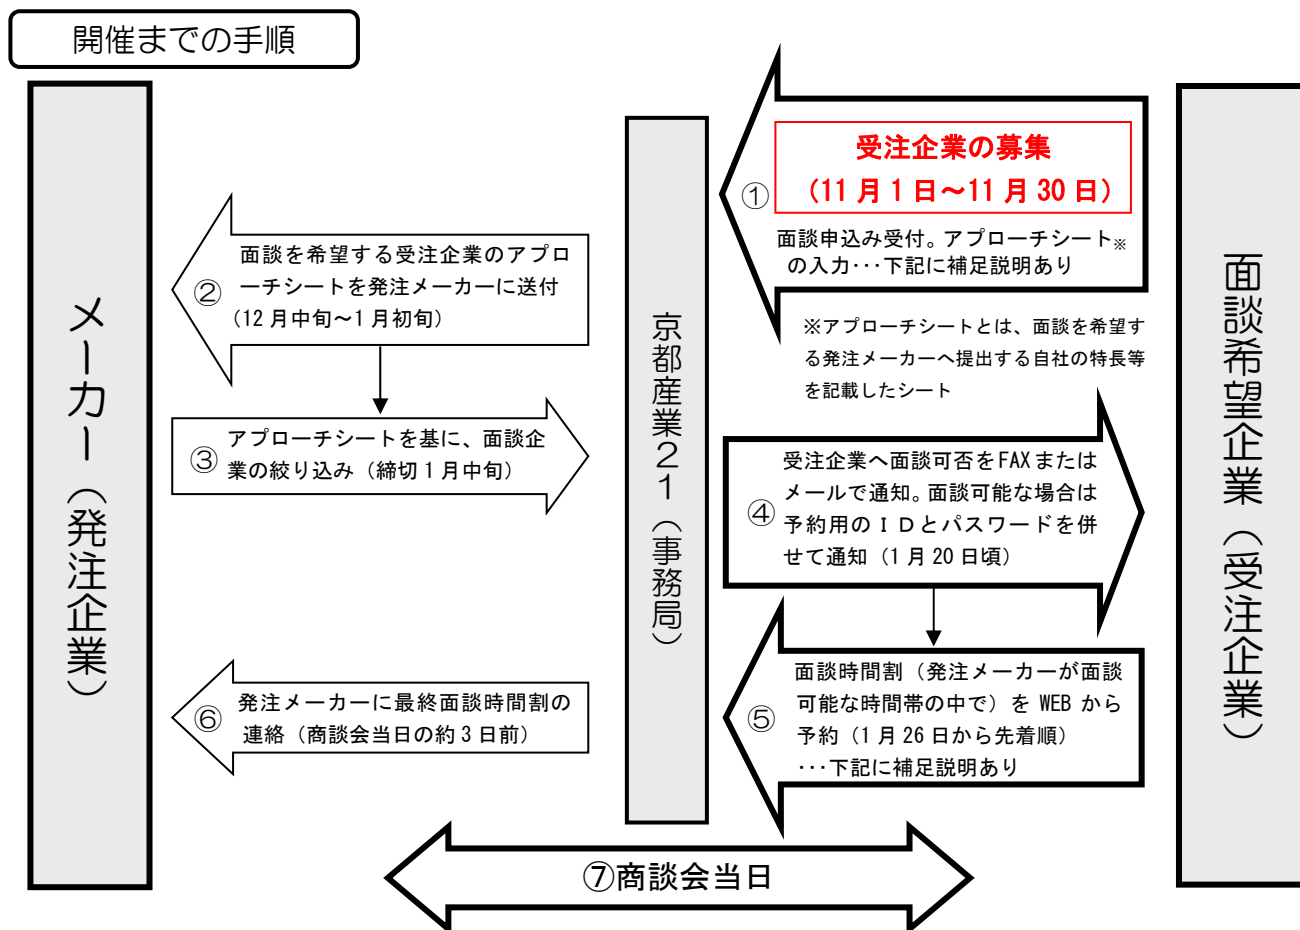 開催までの手順
メーカー（発注企業）
京都産業２１（事務局）
面談希望企業（受注企業）
①
受注企業の募集
（11月1日～11月30日）
面談申込み受付。アプローチシート※
の入力･･･下記に補足説明あり
※アプローチシートとは、面談を希望す
る発注メーカーへ提出する自社の特長等
を記載したシート
②
面談を希望する受注企業のアプロ
ーチシートを発注メーカーに送付
（12月中旬～1月初旬）
③
アプローチシートを基に、面談企
業の絞り込み（締切1月中旬）
④
受注企業へ面談可否をFAXまたは
メールで通知。面談可能な場合は
予約用のＩＤとパスワードを併
せて通知（1月20日頃）
⑤
面談時間割（発注メーカーが面談
可能な時間帯の中で）を WEB から
予約（1月26日から先着順）
･･･下記に補足説明あり
⑥
発注メーカーに最終面談時間割の
連絡（商談会当日の約3日前）
⑦商談会当日